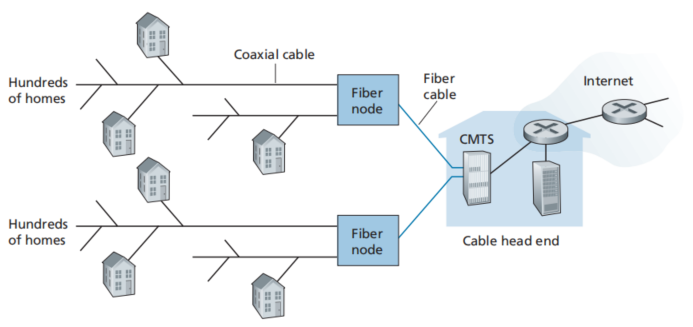 Coaxial cable
Hundreds
of homes
Fiber
node
Fiber
cable
Internet
CMTS
Hundreds
of homes
Fiber
node
Cable head end